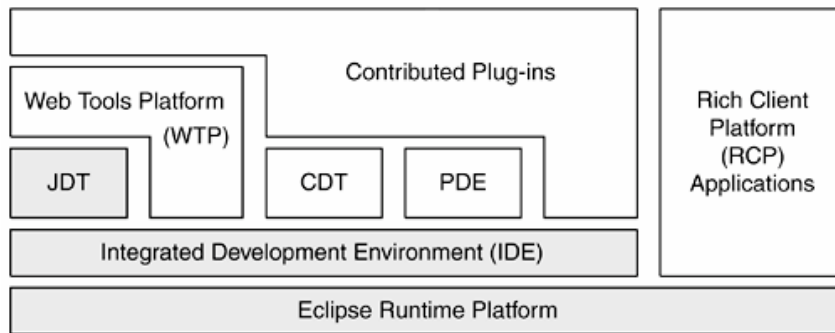 Contributed Plug-ins
Web Tools Platform
(WTP)
Rich Client
Platform
(RCP)
Applications
JDT
CDT
PDE
Integrated Development Environment (IDE)
Eclipse Runtime Platform